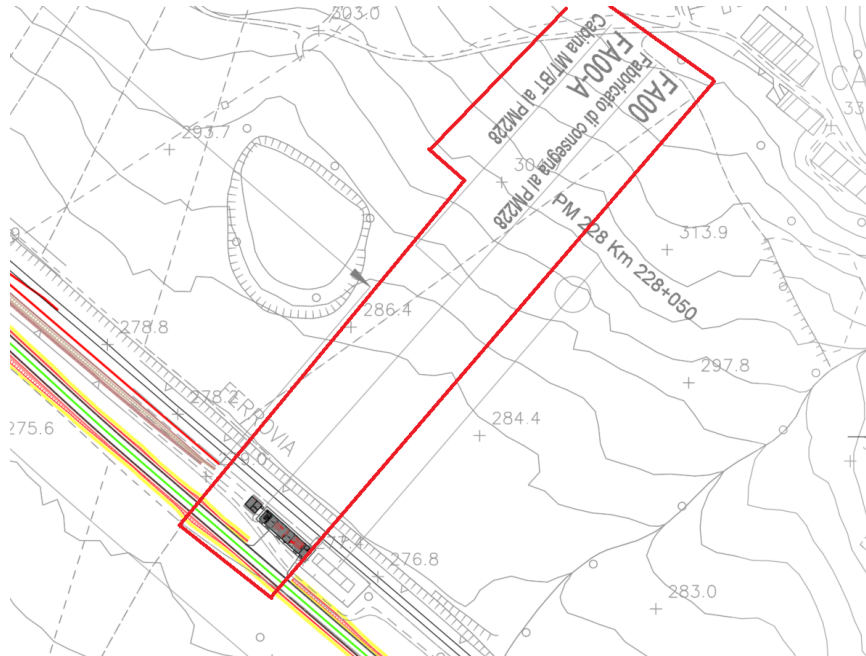 303.0
293.7
Cabina MT/BT al PM228
FA00-A
Fabbricato di consegna al PM228
FA00
PM 228 Km 228+050
313.9
286.4
278.8
297.8
FERROVIA
284.4
275.6
276.8
283.0